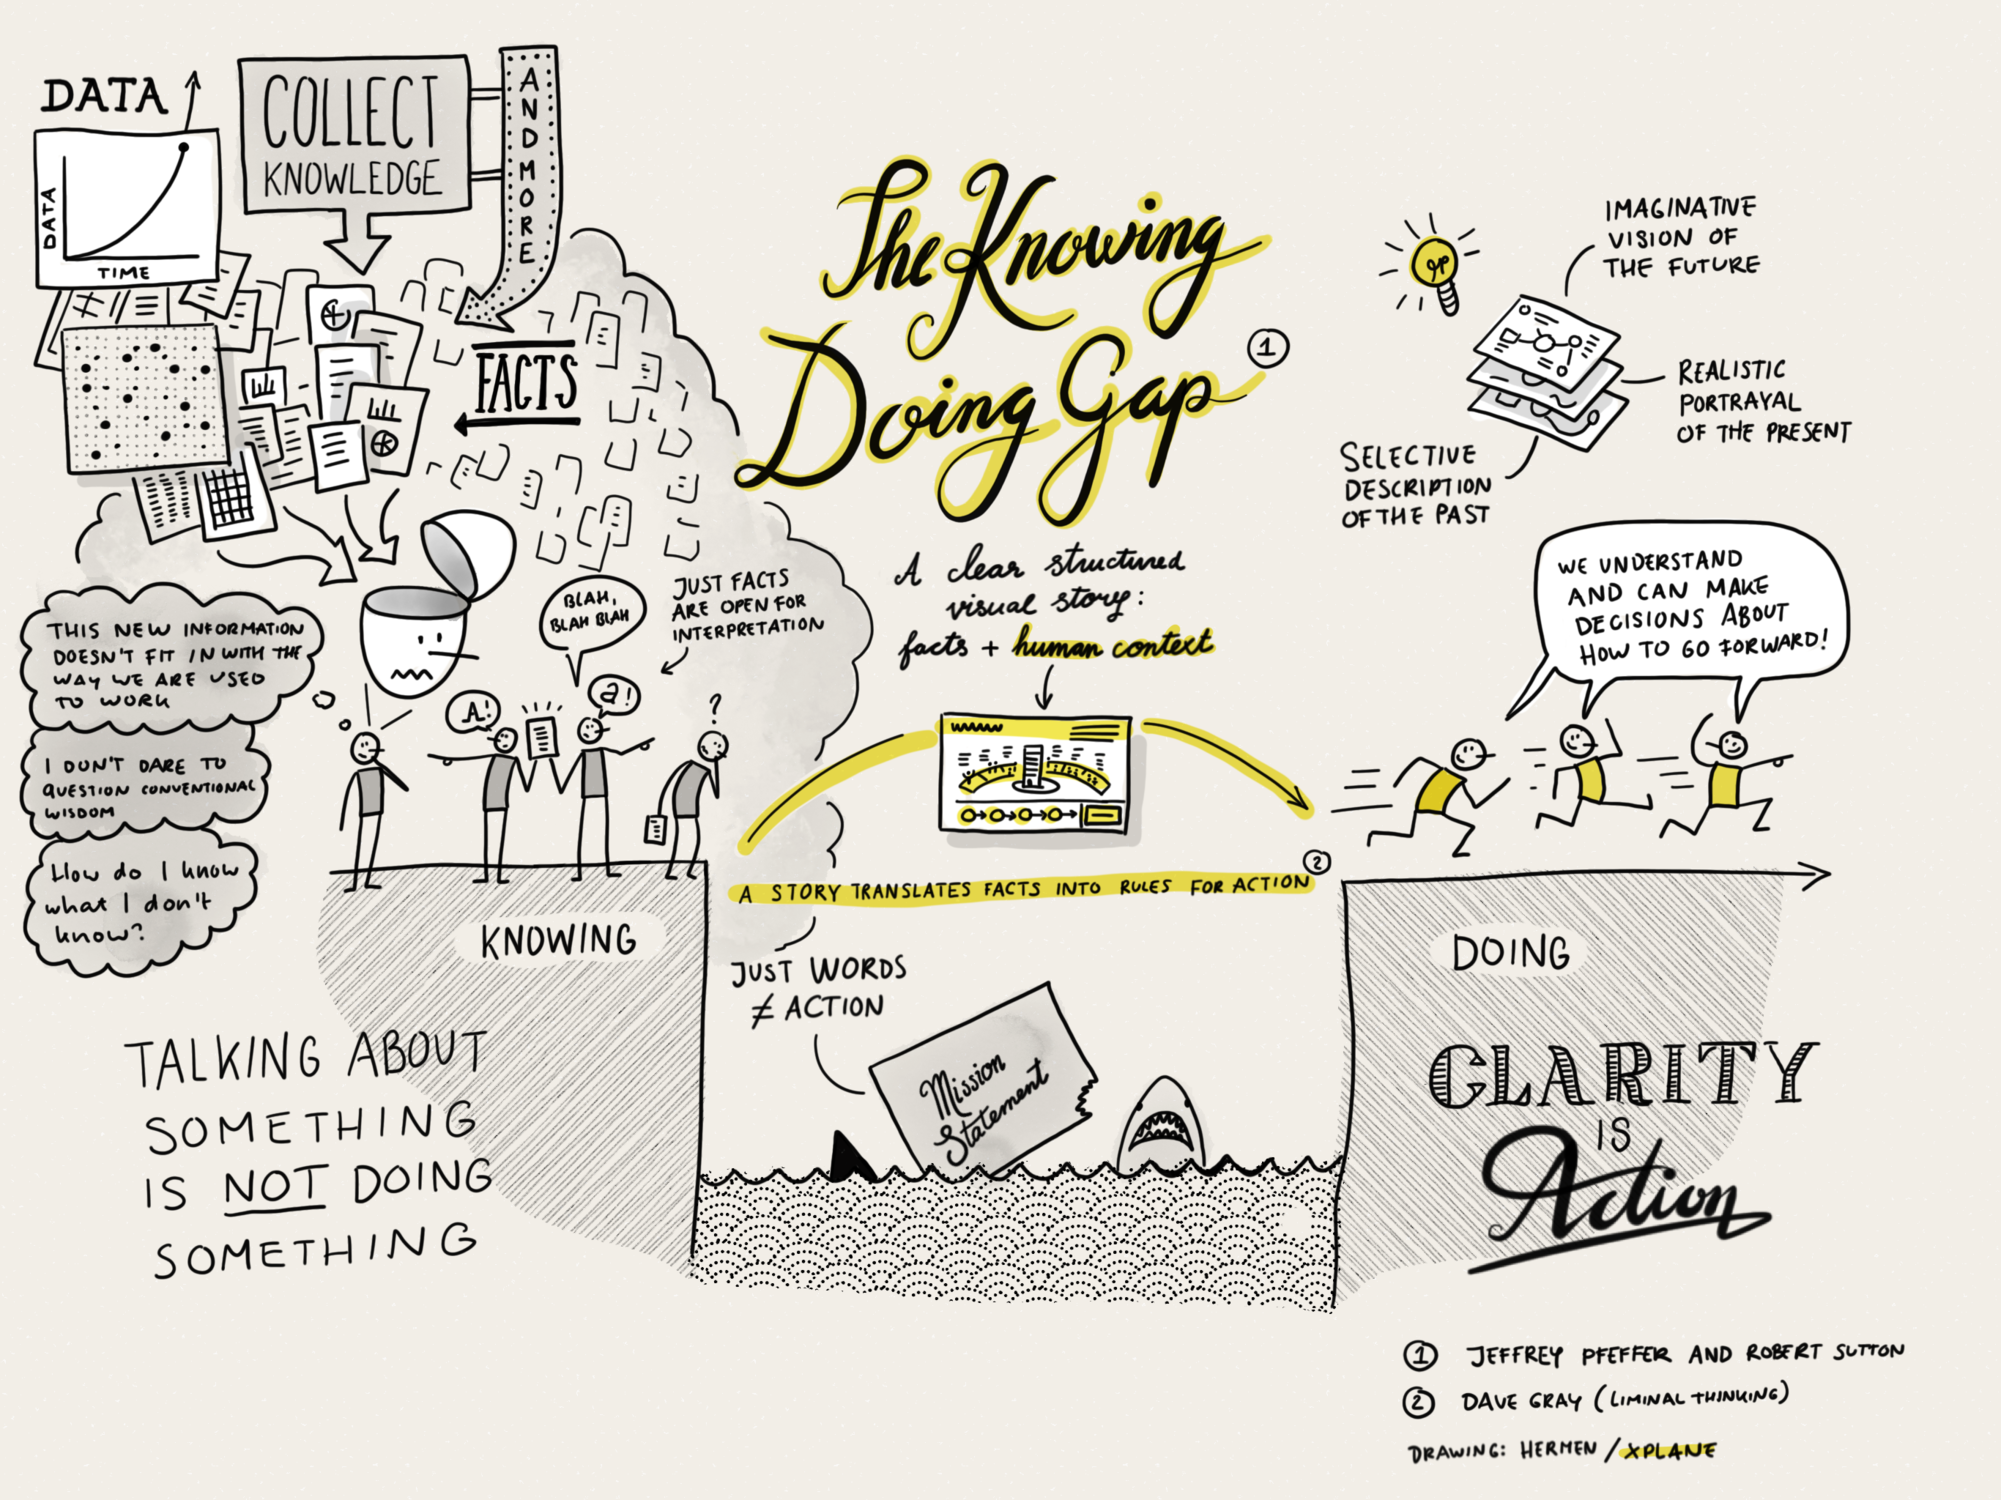 DATA
DATA
TIME
COLLECT
KNOWLEDGE
AND MORE
FACTS
The Knowing
Doing Gap
1
A clear structured
visual story:
facts + human context
IMAGINATIVE
VISION OF
THE FUTURE
REALISTIC
PORTRAYAL
OF THE PRESENT
SELECTIVE
DESCRIPTION
OF THE PAST
WE UNDERSTAND
AND CAN MAKE
DECISIONS ABOUT
HOW TO GO FORWARD!
THIS NEW INFORMATION
DOESN'T FIT IN WITH THE
WAY WE ARE USED
TO WORK
I DON'T DARE TO
QUESTION CONVENTIONAL
WISDOM
How do I know
what I don't
know?
BLAH,
BLAH BLAH
JUST FACTS
ARE OPEN FOR
INTERPRETATION
A!
a!
?
A STORY TRANSLATES FACTS INTO RULES FOR ACTION
2
KNOWING
DOING
JUST WORDS
≠ ACTION
Mission
Statement
TALKING ABOUT
SOMETHING
IS NOT DOING
SOMETHING
CLARITY
IS
Action
1 JEFFREY PFEFFER AND ROBERT SUTTON
2 DAVE GRAY (LIMINAL THINKING)
DRAWING: HERMEN / XPLANE